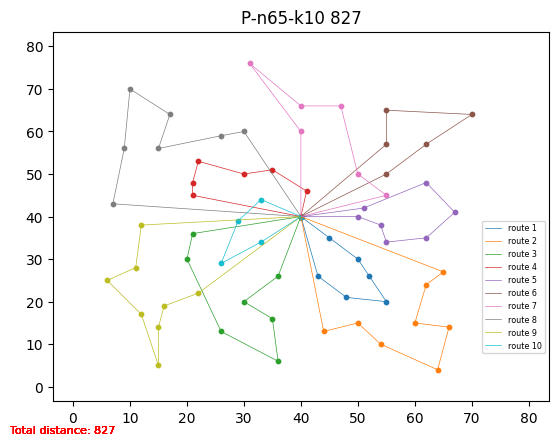 P-n65-k10 827
80
70
60
50
40
30
20
10
0
route 1
route 2
route 3
route 4
route 5
route 6
route 7
route 8
route 9
route 10
0 10 20 30 40 50 60 70 80
Total distance: 827